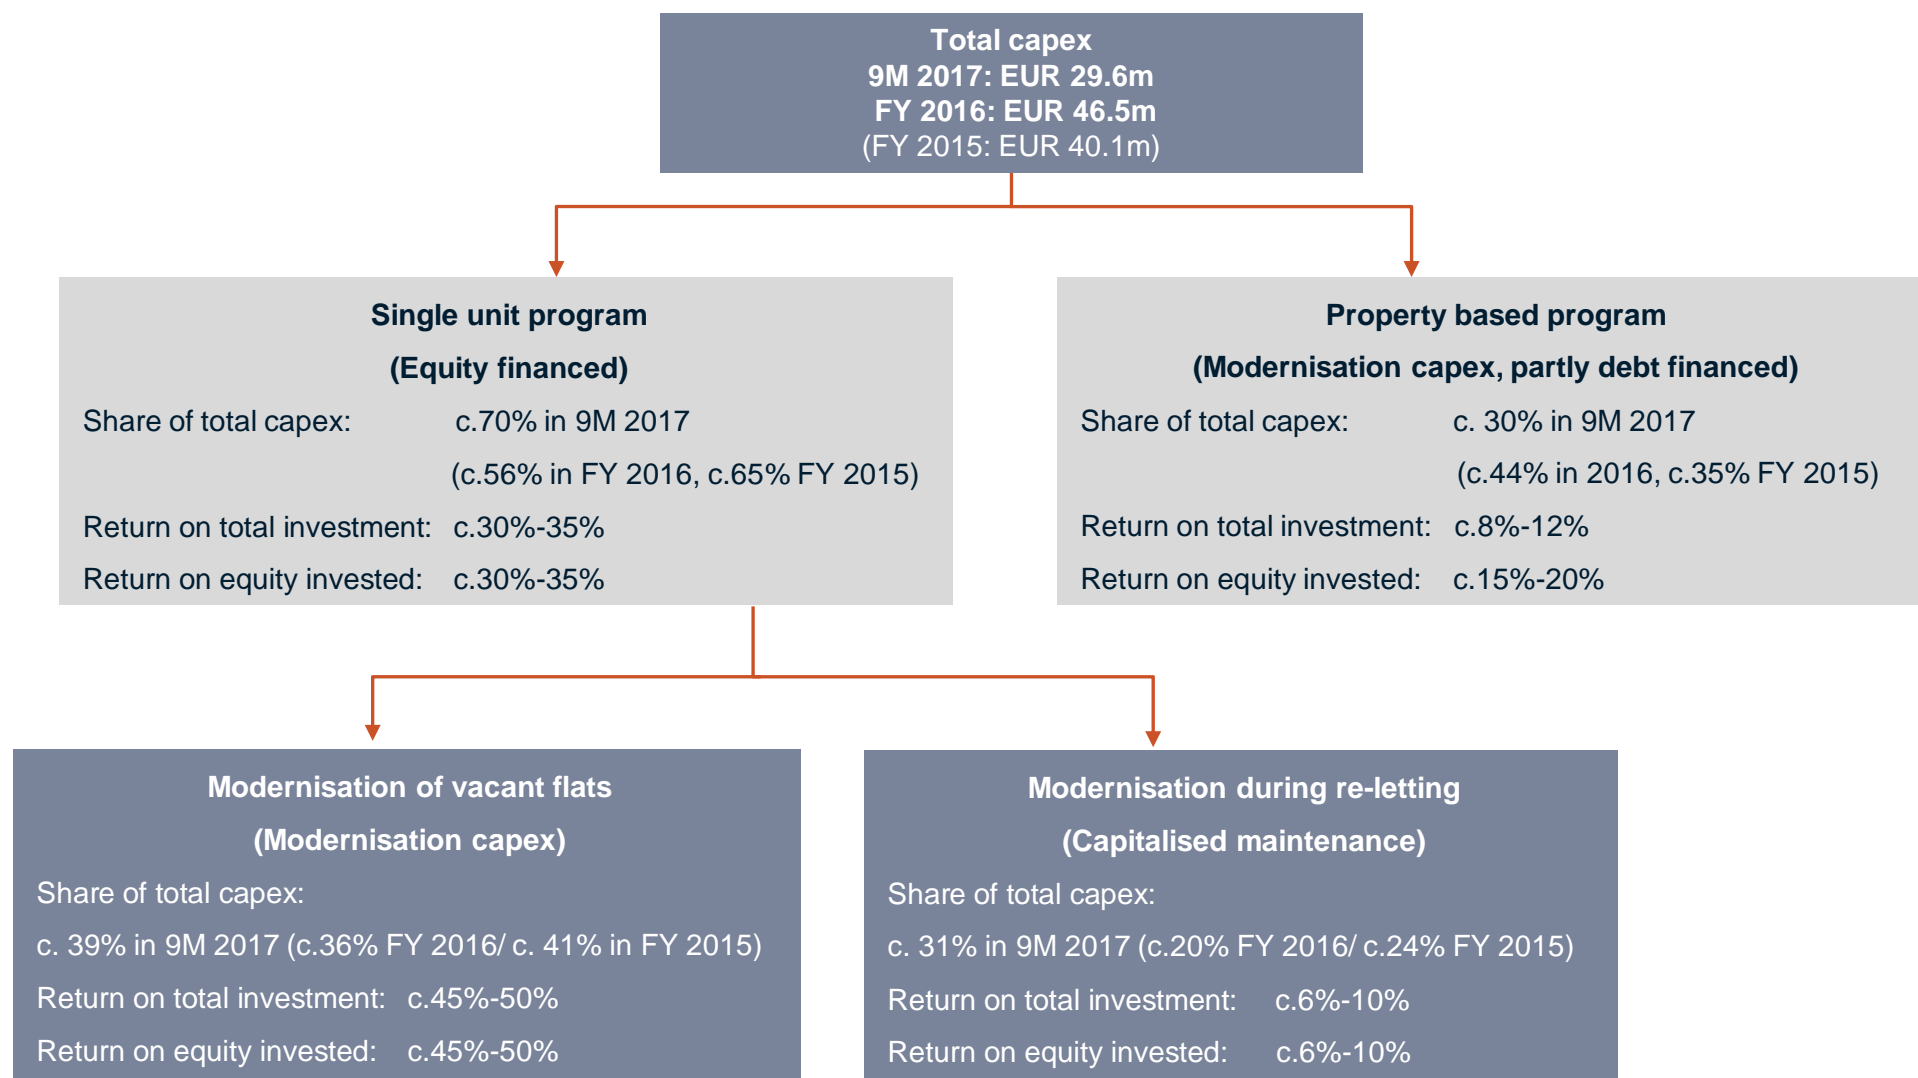 Total capex
9M 2017: EUR 29.6m
FY 2016: EUR 46.5m
(FY 2015: EUR 40.1m)
Single unit program
(Equity financed)
Share of total capex: c.70% in 9M 2017
(c.56% in FY 2016, c.65% FY 2015)
Return on total investment: c.30%-35%
Return on equity invested: c.30%-35%
Property based program
(Modernisation capex, partly debt financed)
Share of total capex: c. 30% in 9M 2017
(c.44% in 2016, c.35% FY 2015)
Return on total investment: c.8%-12%
Return on equity invested: c.15%-20%
Modernisation of vacant flats
(Modernisation capex)
Share of total capex:
c. 39% in 9M 2017 (c.36% FY 2016/ c. 41% in FY 2015)
Return on total investment: c.45%-50%
Return on equity invested: c.45%-50%
Modernisation during re-letting
(Capitalised maintenance)
Share of total capex:
c. 31% in 9M 2017 (c.20% FY 2016/ c.24% FY 2015)
Return on total investment: c.6%-10%
Return on equity invested: c.6%-10%